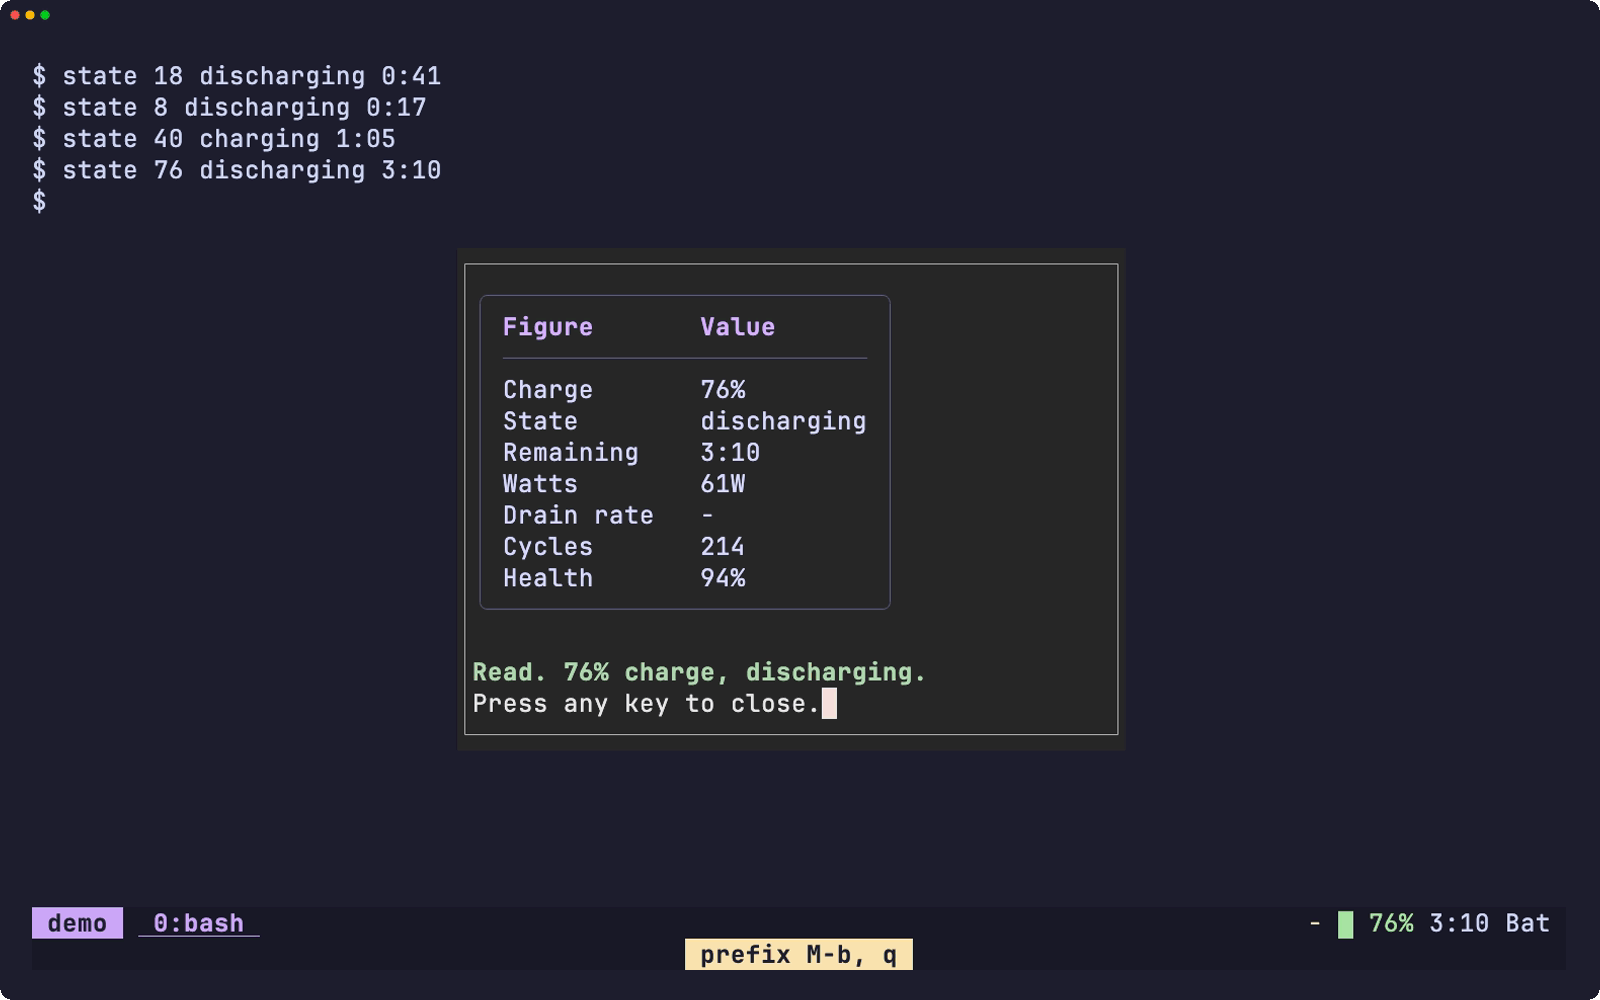 $ state 18 discharging 0:41
$ state 8 discharging 0:17
$ state 40 charging 1:05
$ state 76 discharging 3:10
$
Figure Value
Charge 76%
State discharging
Remaining 3:10
Watts 61W
Drain rate -
Cycles 214
Health 94%
Read. 76% charge, discharging.
Press any key to close.
demo 0:bash - 76% 3:10 Bat
prefix M-b, q